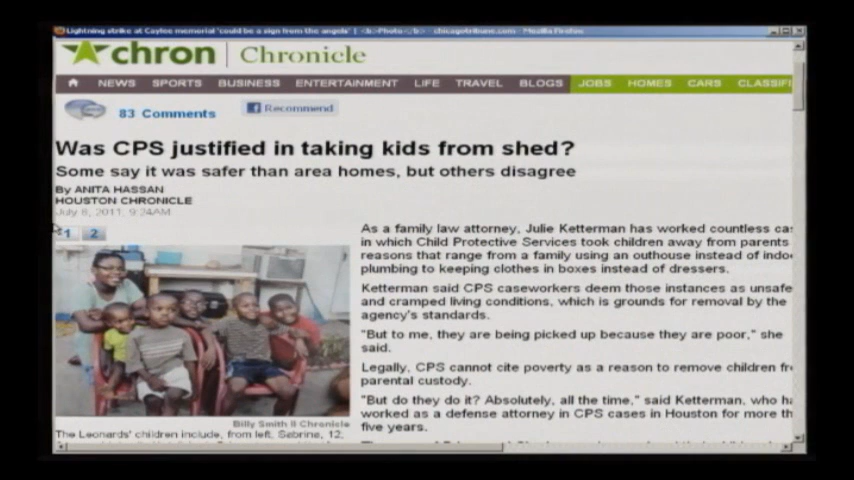 Lightning strike at Caylee memorial 'could be a sign from the angels' | <b>Photo</b> - chicagotribune.com - Mozilla Firefox
chron | Chronicle
NEWS SPORTS BUSINESS ENTERTAINMENT LIFE TRAVEL BLOGS JOBS HOMES CARS CLASSIFI
83 Comments Recommend
Was CPS justified in taking kids from shed?
Some say it was safer than area homes, but others disagree
By ANITA HASSAN
HOUSTON CHRONICLE
July 8, 2011, 9:24AM
1 2
Billy Smith II Chronicle
The Leonards' children include, from left, Sabrina, 12,
As a family law attorney, Julie Ketterman has worked countless cas
in which Child Protective Services took children away from parents
reasons that range from a family using an outhouse instead of indo
plumbing to keeping clothes in boxes instead of dressers.
Ketterman said CPS caseworkers deem those instances as unsafe
and cramped living conditions, which is grounds for removal by the
agency's standards.
"But to me, they are being picked up because they are poor," she
said.
Legally, CPS cannot cite poverty as a reason to remove children fr
parental custody.
"But do they do it? Absolutely, all the time," said Ketterman, who ha
worked as a defense attorney in CPS cases in Houston for more th
five years.